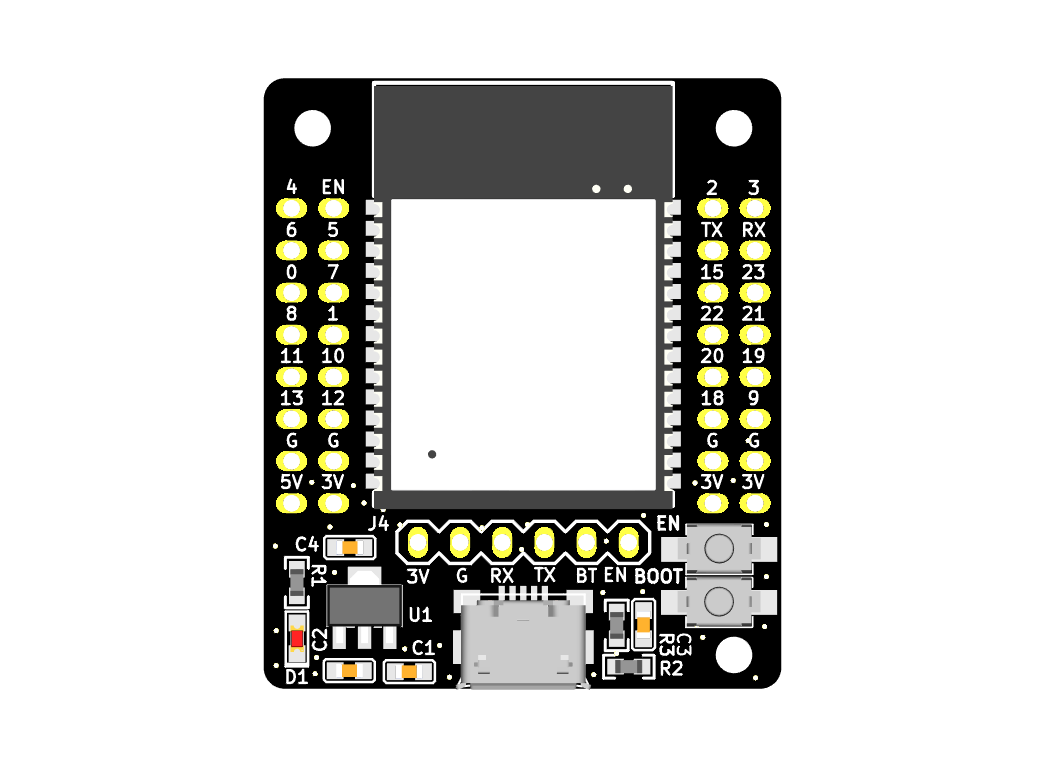 4 EN 2 3
6 5 TX RX
0 7 15 23
8 1 22 21
11 10 20 19
13 12 18 9
G G G G
5V 3V 3V 3V
J4 EN
C4 3V G RX TX BT EN BOOT
R1
U1
C2 C1 C3
R3
D1 R2